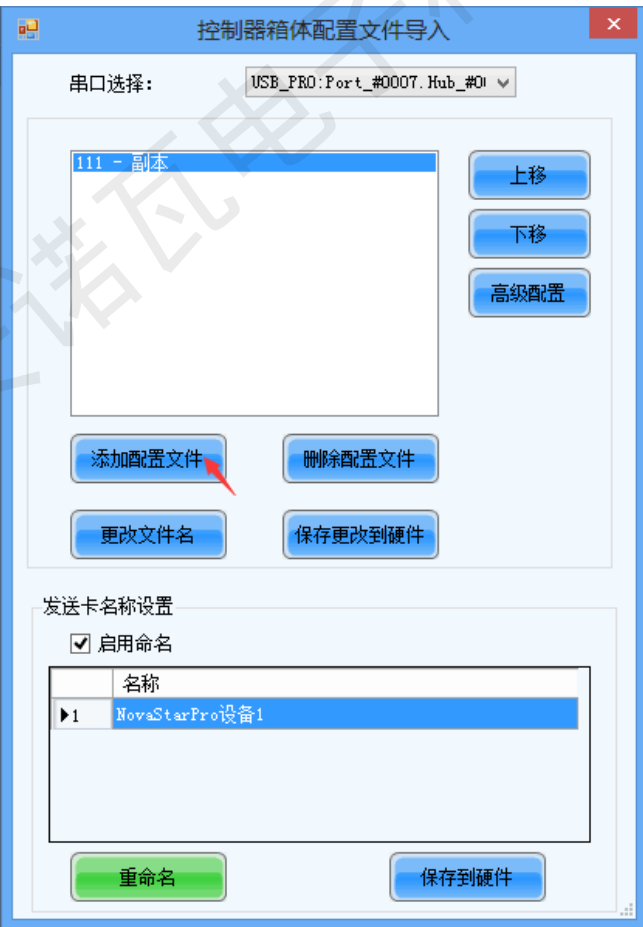 控制器箱体配置文件导入
串口选择: USB_PRO:Port_#0007.Hub_#0
111 - 副本
上移
下移
高级配置
添加配置文件 删除配置文件
更改文件名 保存更改到硬件
发送卡名称设置
启用命名
名称
1 NovaStarPro设备1
重命名 保存到硬件
诺瓦电子